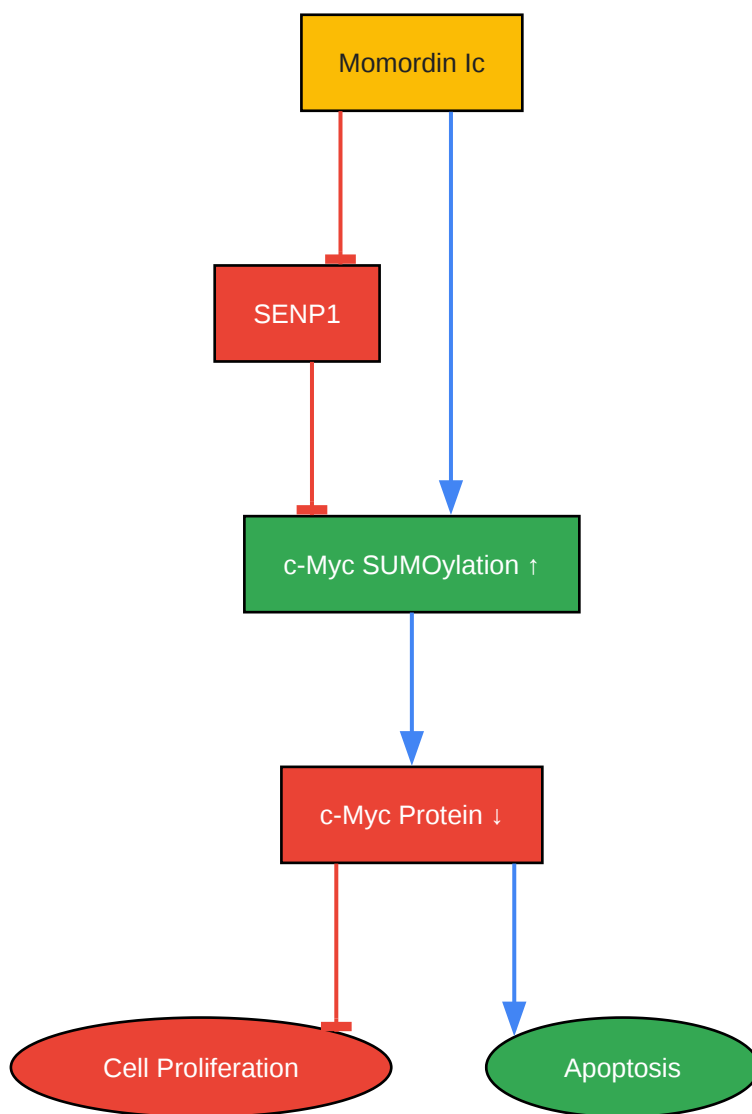 Momordin Ic
SENP1
c-Myc SUMOylation ↑
c-Myc Protein ↓
Cell Proliferation
Apoptosis